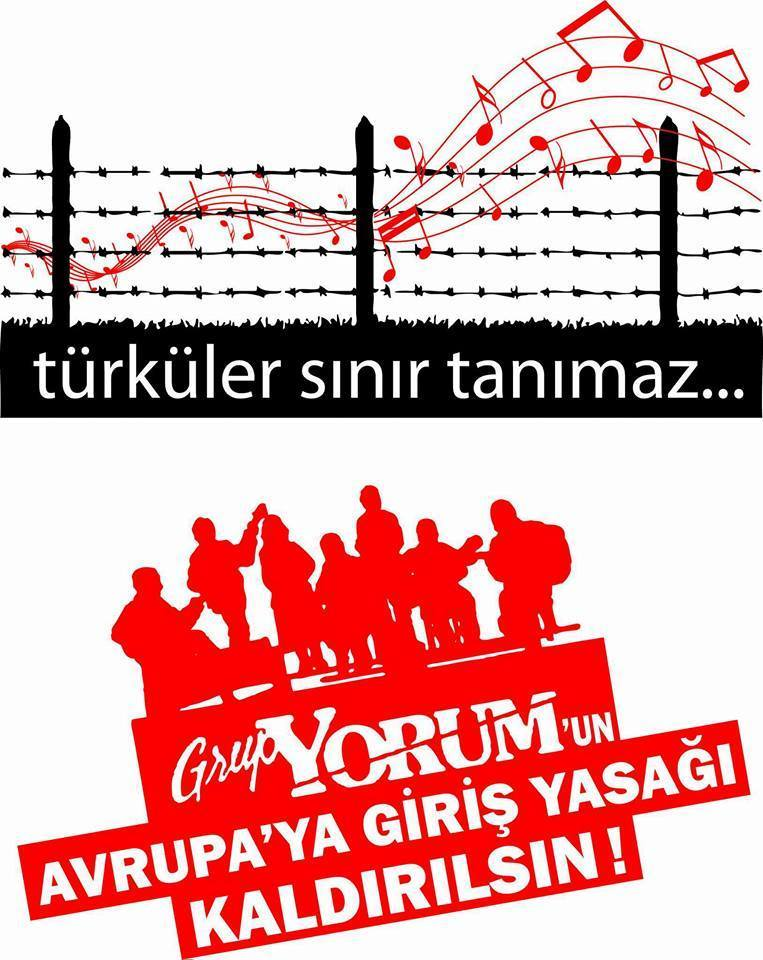 türküler sınır tanımaz...
Grup YORUM'UN
AVRUPA'YA GİRİŞ YASAĞI
KALDIRILSIN!